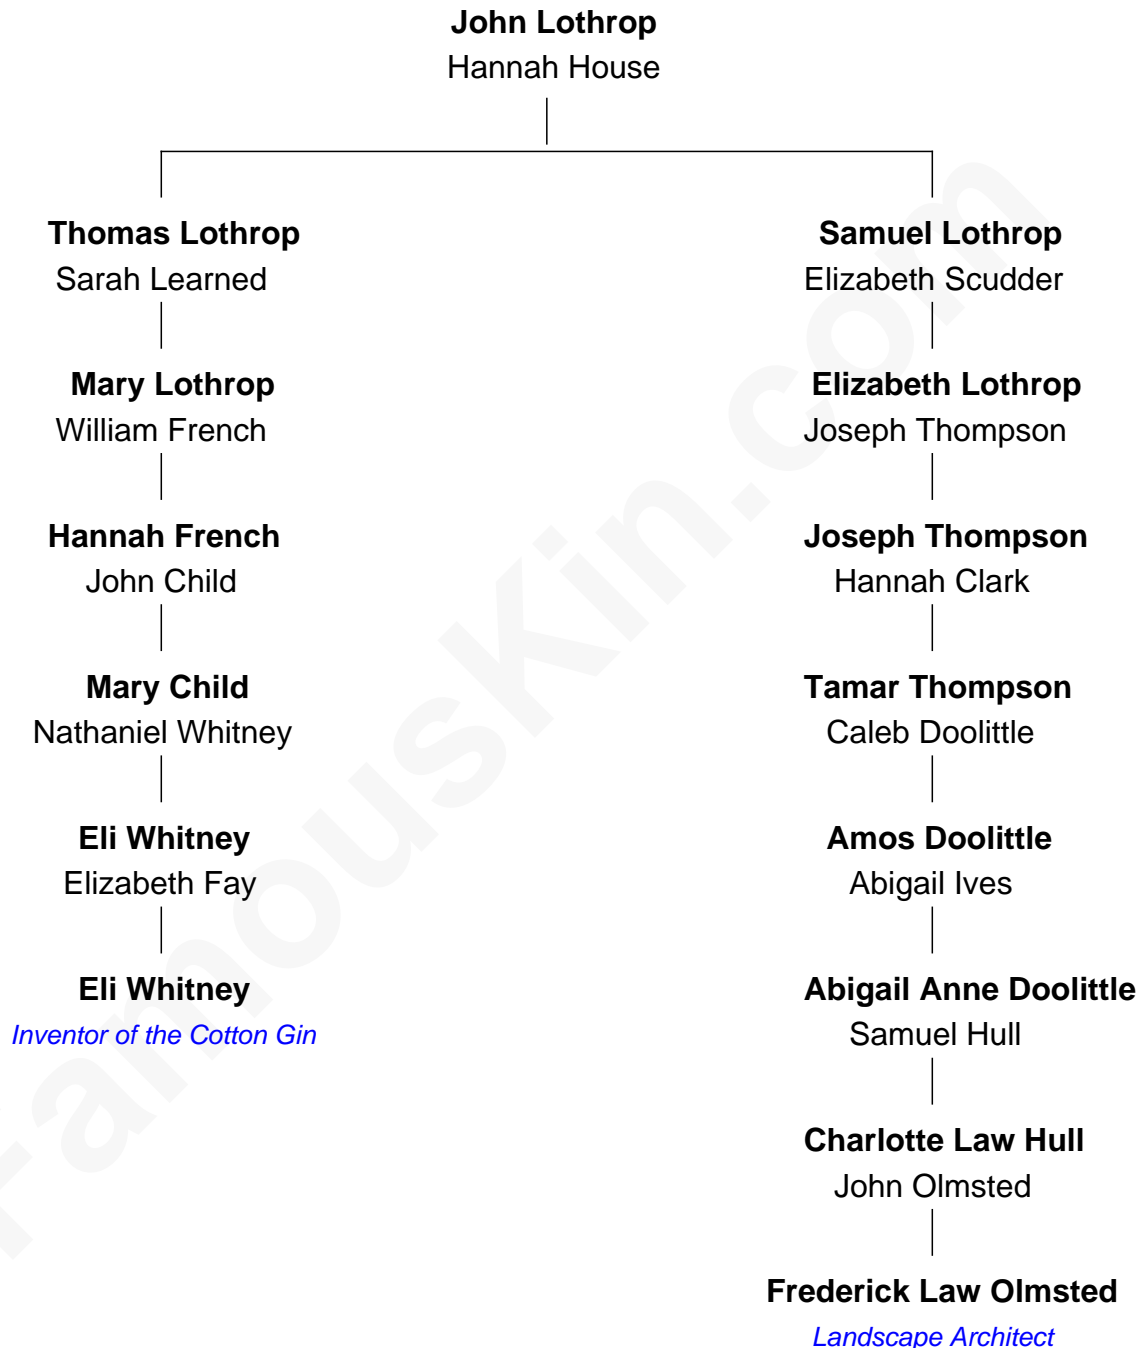 John Lothrop
Hannah House
Thomas Lothrop
Sarah Learned
Mary Lothrop
William French
Hannah French
John Child
Mary Child
Nathaniel Whitney
Eli Whitney
Elizabeth Fay
Eli Whitney
Inventor of the Cotton Gin
Samuel Lothrop
Elizabeth Scudder
Elizabeth Lothrop
Joseph Thompson
Joseph Thompson
Hannah Clark
Tamar Thompson
Caleb Doolittle
Amos Doolittle
Abigail Ives
Abigail Anne Doolittle
Samuel Hull
Charlotte Law Hull
John Olmsted
Frederick Law Olmsted
Landscape Architect
FamousKin.com